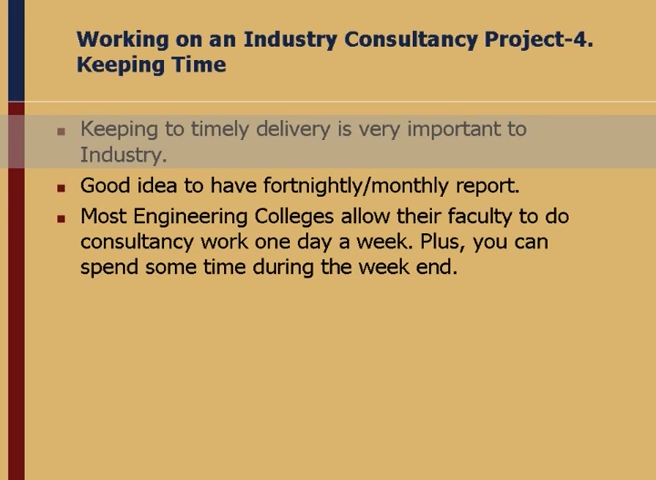 Working on an Industry Consultancy Project-4.
Keeping Time
▪ Keeping to timely delivery is very important to
Industry.
▪ Good idea to have fortnightly/monthly report.
▪ Most Engineering Colleges allow their faculty to do
consultancy work one day a week. Plus, you can
spend some time during the week end.